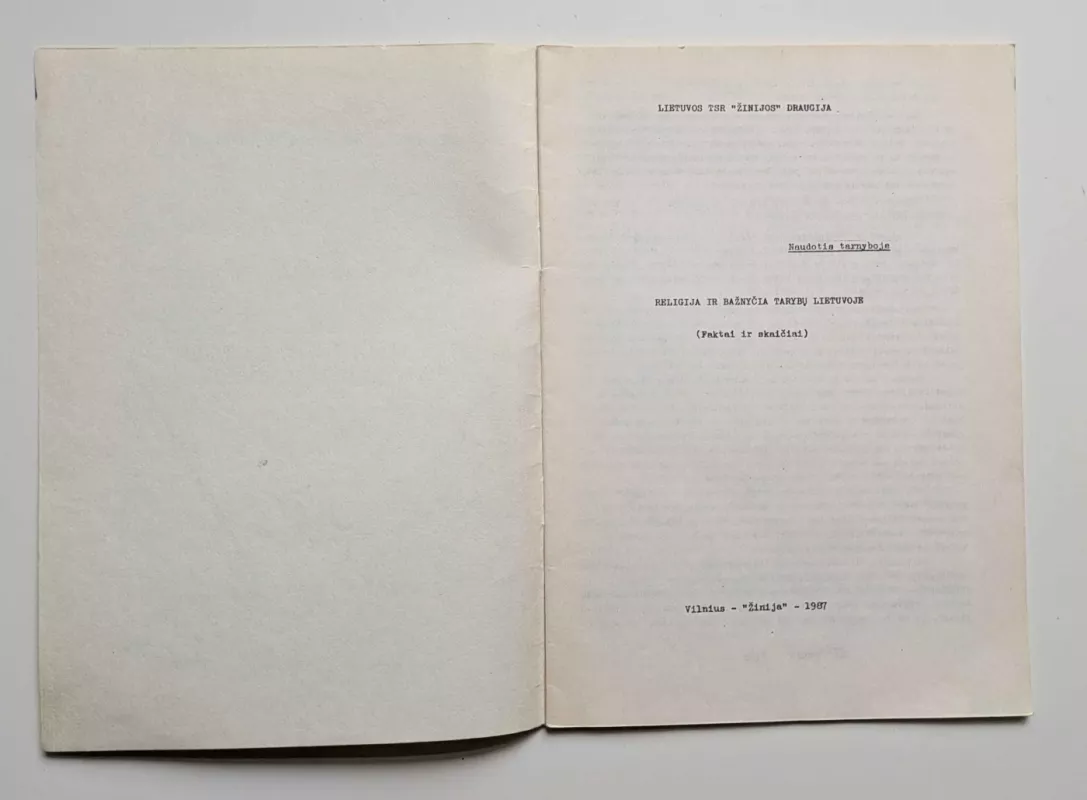 LIETUVOS TSR "ŽINIJOS" DRAUGIJA
Naudotis tarnyboje
RELIGIJA IR BAŽNYČIA TARYBŲ LIETUVOJE
(Faktai ir skaičiai)
Vilnius - "Žinija" - 1987